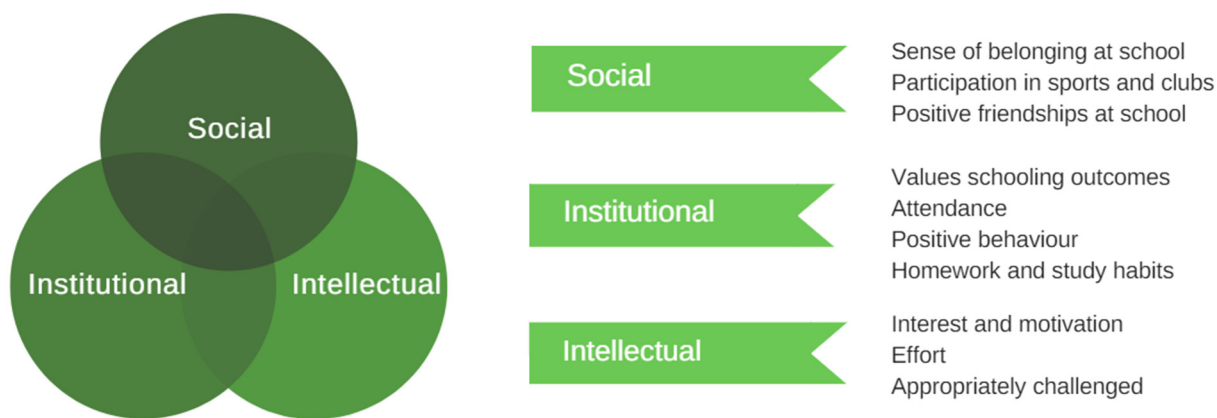 Social
Institutional
Intellectual
Social
Sense of belonging at school
Participation in sports and clubs
Positive friendships at school
Institutional
Values schooling outcomes
Attendance
Positive behaviour
Homework and study habits
Intellectual
Interest and motivation
Effort
Appropriately challenged